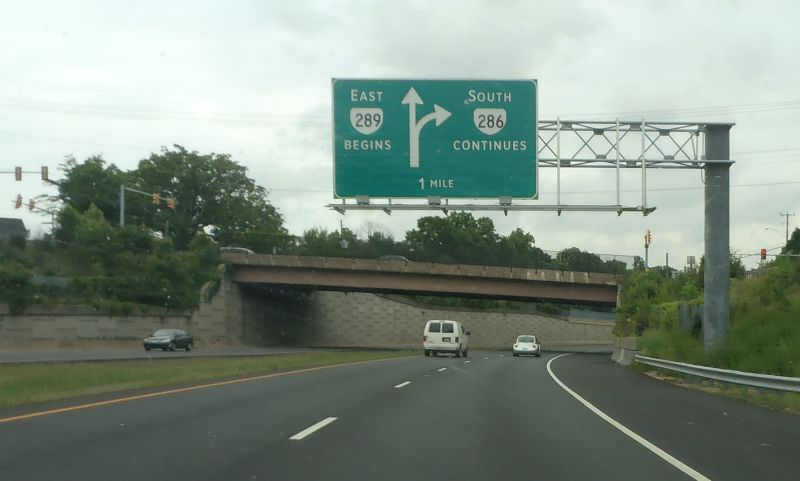 EAST
289
BEGINS
SOUTH
286
CONTINUES
1 MILE